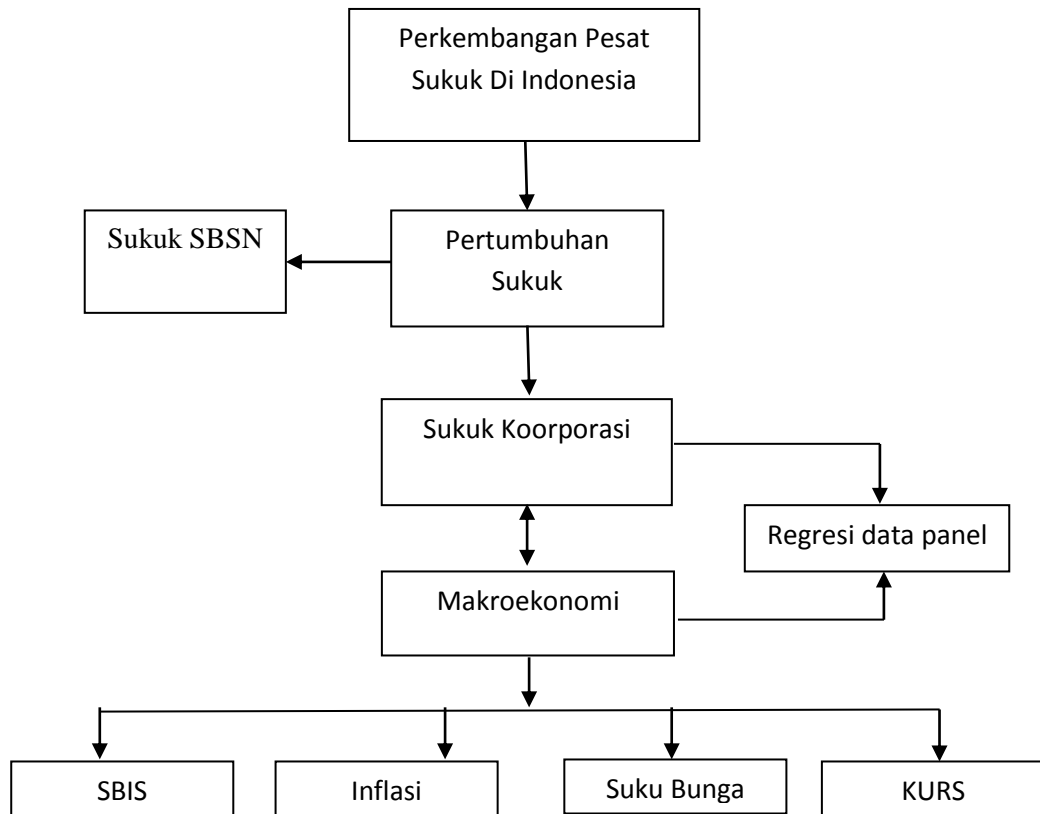 Perkembangan Pesat
Sukuk Di Indonesia
Sukuk SBSN
Pertumbuhan
Sukuk
Sukuk Koorporasi
Regresi data panel
Makroekonomi
SBIS
Inflasi
Suku Bunga
KURS